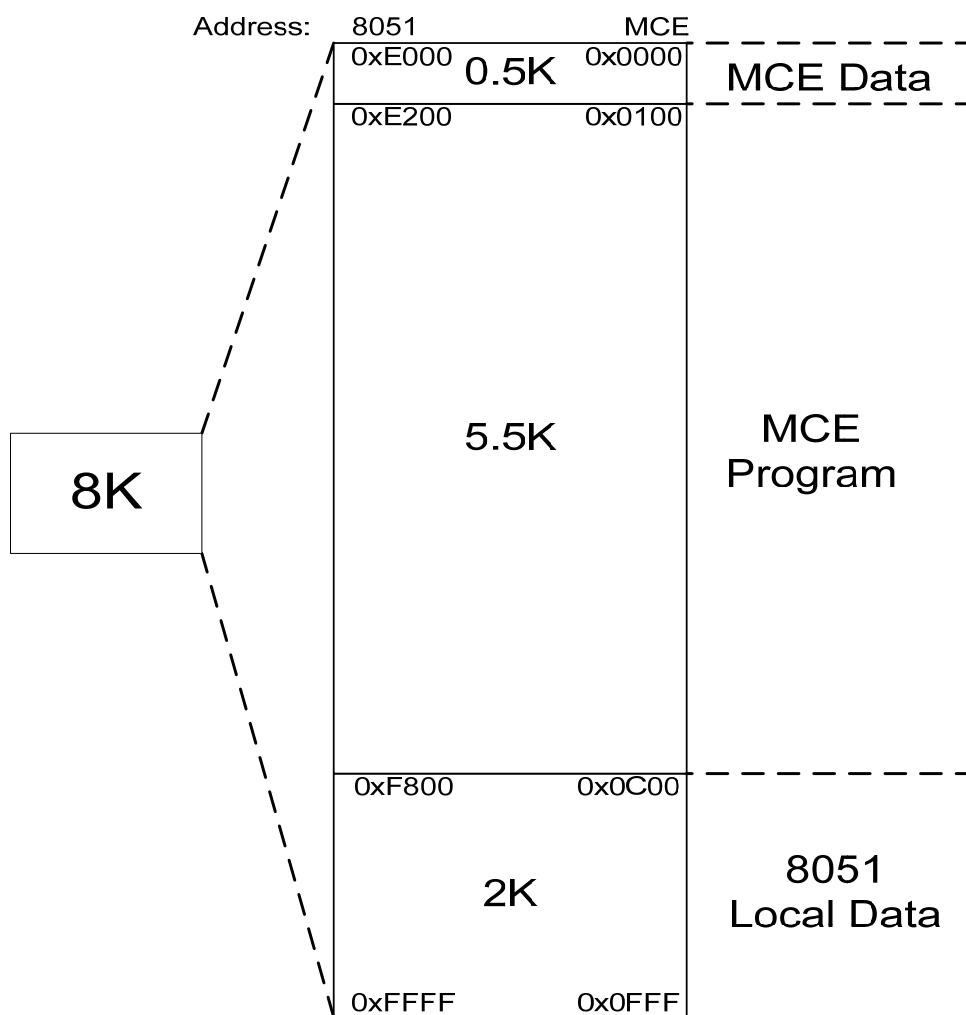 Address: 8051 MCE
0xE000 0x0000
0.5K
MCE Data
0xE200 0x0100
5.5K
MCE
Program
8K
0xF800 0x0C00
2K
8051
Local Data
0xFFFF 0x0FFF